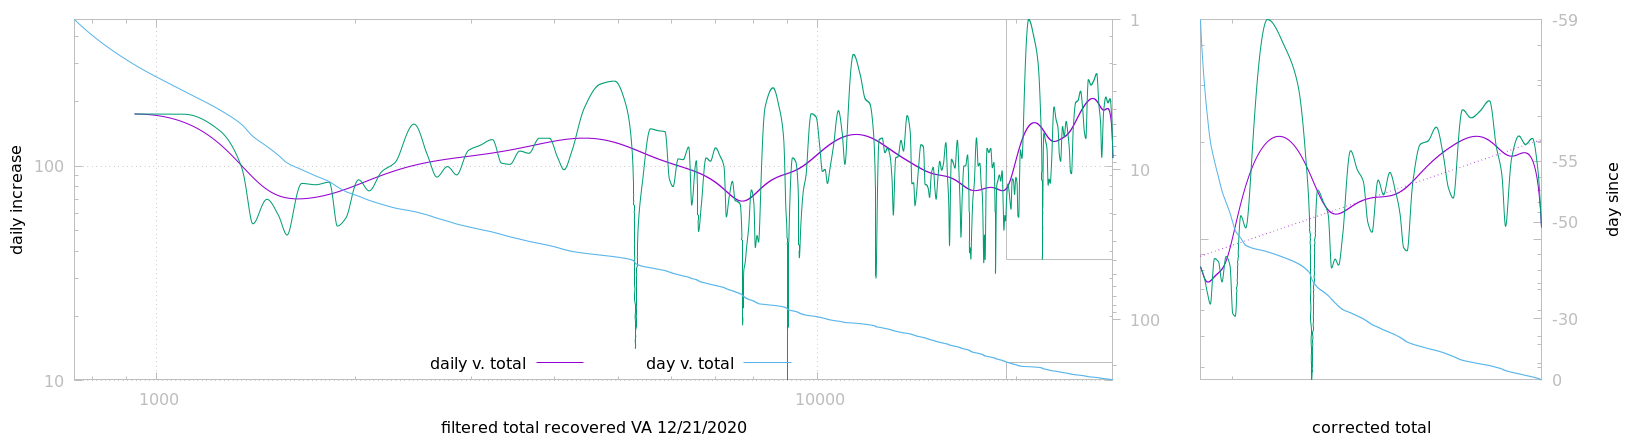 daily increase
100
10
1000
10000
daily v. total
day v. total
1
10
100
filtered total recovered VA 12/21/2020
-59
-55
-50
-30
0
day since
corrected total